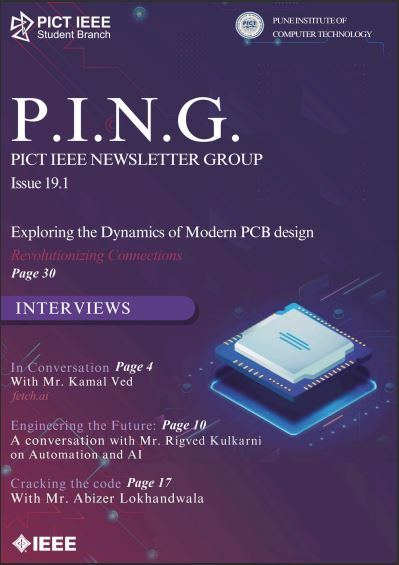 PICT IEEE
Student Branch
PUNE INSTITUTE OF
COMPUTER TECHNOLOGY
P.I.N.G.
PICT IEEE NEWSLETTER GROUP
Issue 19.1
Exploring the Dynamics of Modern PCB design
Revolutionizing Connections
Page 30
INTERVIEWS
In Conversation Page 4
With Mr. Kamal Ved
fetch.ai
Engineering the Future: Page 10
A conversation with Mr. Rigved Kulkarni
on Automation and AI
Cracking the code Page 17
With Mr. Abizer Lokhandwala
IEEE